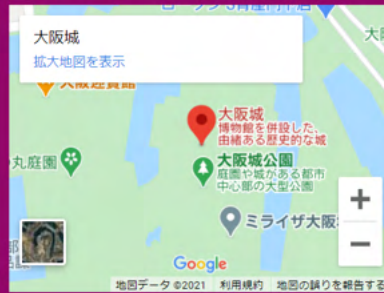 大阪城
拡大地図を表示
大阪城
博物館を併設した、
由緒ある歴史的な城
大阪城公園
庭園や城がある都市
中心部の大型公園
丸庭園
ミライザ大阪
+
−
Google
地図データ ©2021 利用規約 地図の誤りを報告する